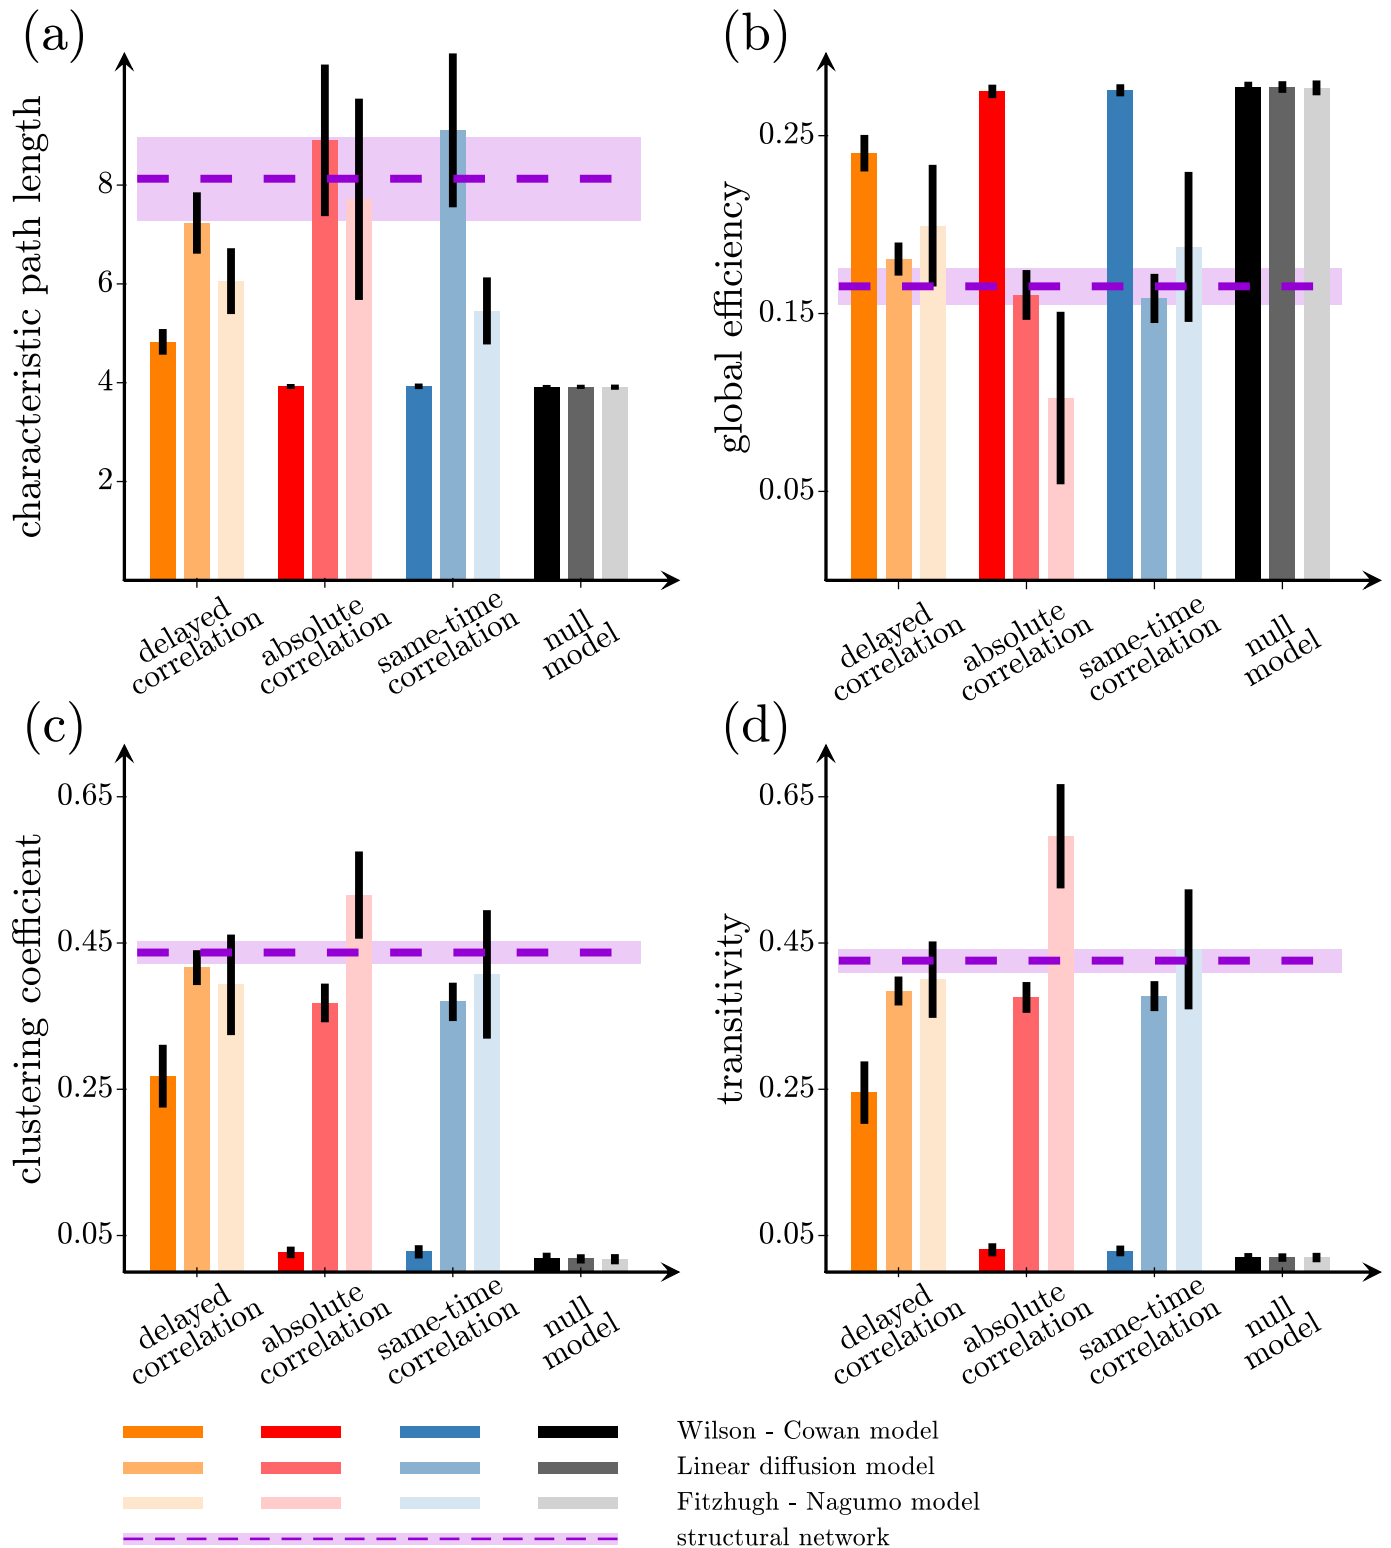 (a)
characteristic path length
8
6
4
2
delayed
correlation
absolute
correlation
same-time
correlation
null
model
(b)
global efficiency
0.25
0.15
0.05
delayed
correlation
absolute
correlation
same-time
correlation
null
model
(c)
clustering coefficient
0.65
0.45
0.25
0.05
delayed
correlation
absolute
correlation
same-time
correlation
null
model
(d)
transitivity
0.65
0.45
0.25
0.05
delayed
correlation
absolute
correlation
same-time
correlation
null
model
Wilson - Cowan model
Linear diffusion model
Fitzhugh - Nagumo model
structural network